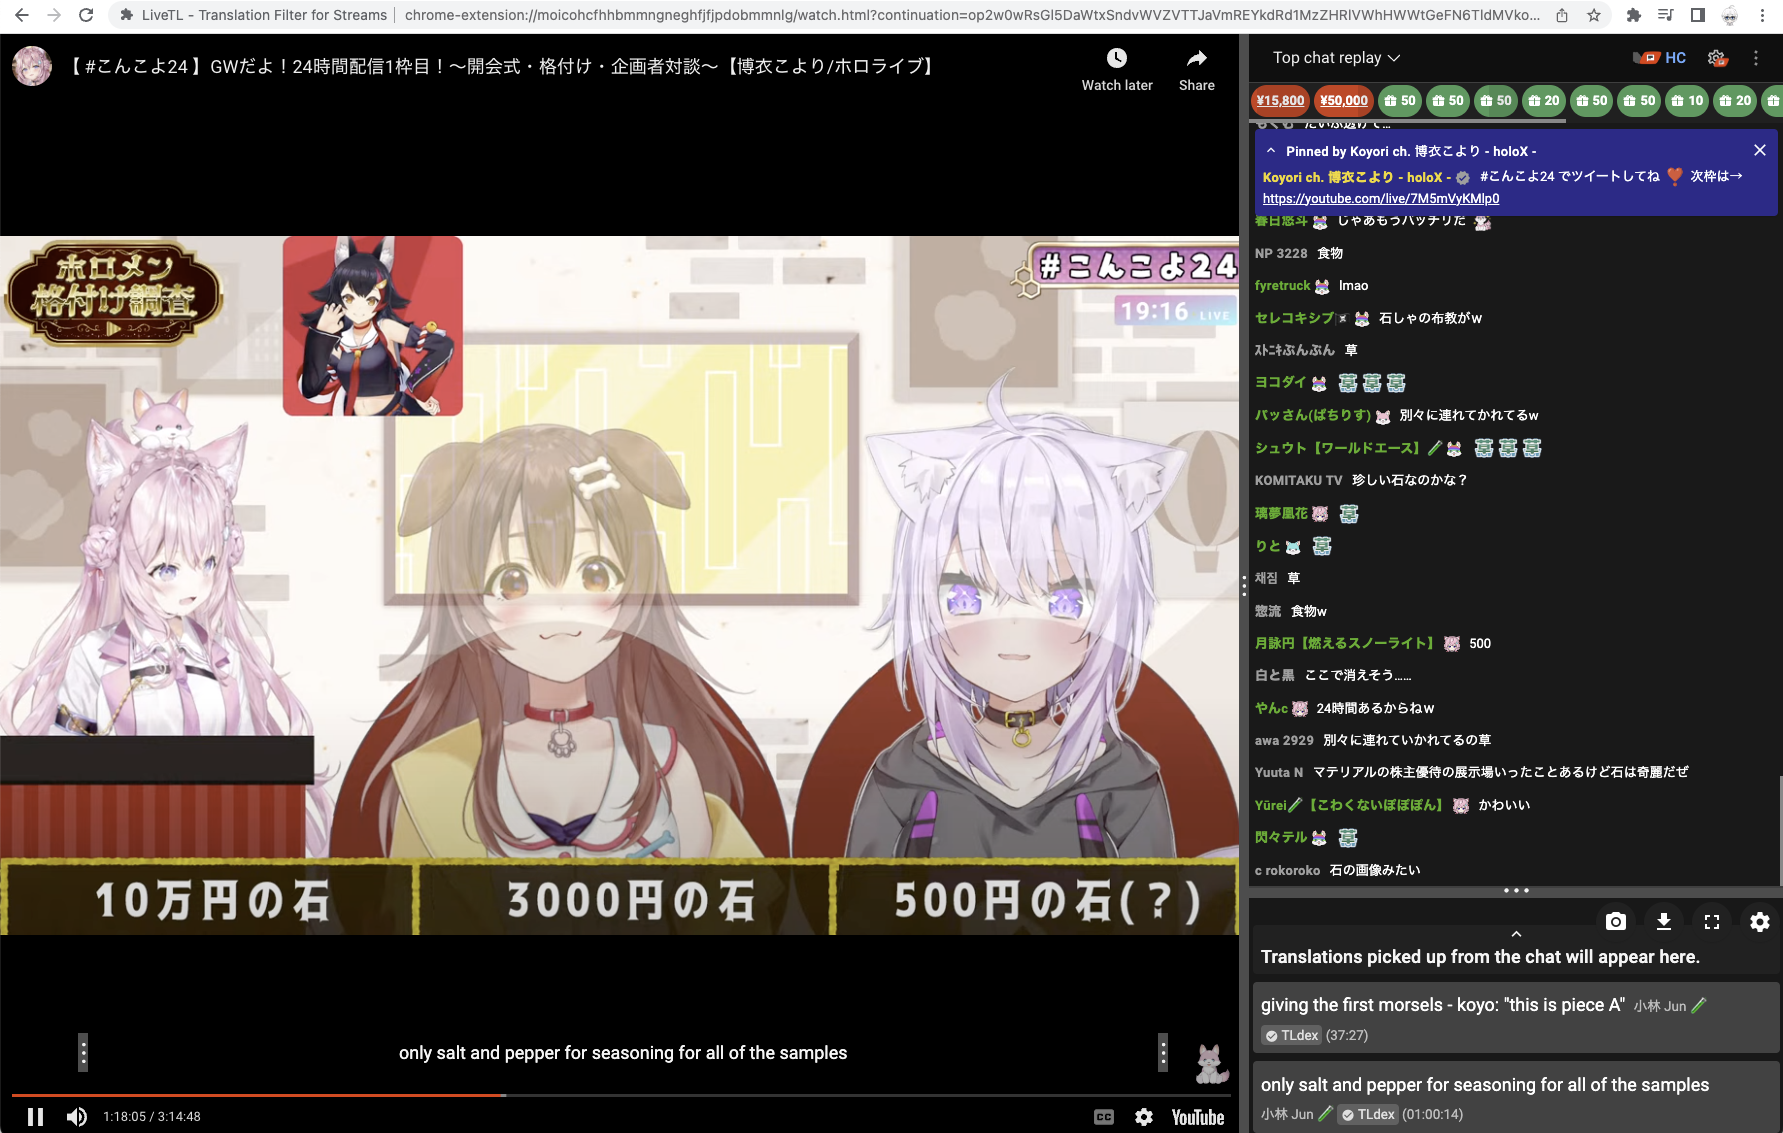 LiveTL - Translation Filter for Streams
chrome-extension://moicohcfhhbmmngneghfjfjpdobmmnlg/watch.html?continuation=op2w0wRsGl5DaWtxSndvWVZVTTJaVmREYkdRd1MzZHRlVWhHWWtGeFN6TldMVko...
【 #こんこよ24 】GWだよ！24時間配信1枠目！〜開会式・格付け・企画者対談〜【博衣こより/ホロライブ】
Watch later
Share
ホロメン
格付け調査
#こんこよ24
19:16 LIVE
10万円の石
3000円の石
500円の石(？)
only salt and pepper for seasoning for all of the samples
1:18:05 / 3:14:48
CC
YouTube
Top chat replay
HC
¥15,800
¥50,000
50
50
50
20
50
50
10
20
Pinned by Koyori ch. 博衣こより - holoX -
Koyori ch. 博衣こより - holoX - #こんこよ24 でツイートしてね 次枠は→
https://youtube.com/live/7M5mVyKMlp0
春日悠斗 じゃあもうバッチリだ
NP 3228 食物
fyretruck lmao
セレコキシブ 石しゃの布教がw
ｽﾄﾆｷぶんぶん 草
ヨコダイ 草草草
パッさん(ぱちりす) 別々に連れてかれてるw
シュウト【ワールドエース】 草草草
KOMITAKU TV 珍しい石なのかな？
璃夢凰花 草
りと 草
채짐 草
惣流 食物w
月詠円【燃えるスノーライト】 500
白と黒 ここで消えそう……
やんc 24時間あるからねw
awa 2929 別々に連れていかれてるの草
Yuuta N マテリアルの株主優待の展示場いったことあるけど石は奇麗だぜ
Yūrei【こわくないぽぽぽん】 かわいい
閃々テル 草
c rokoroko 石の画像みたい
Translations picked up from the chat will appear here.
giving the first morsels - koyo: "this is piece A" 小林 Jun
TLdex (37:27)
only salt and pepper for seasoning for all of the samples
小林 Jun TLdex (01:00:14)